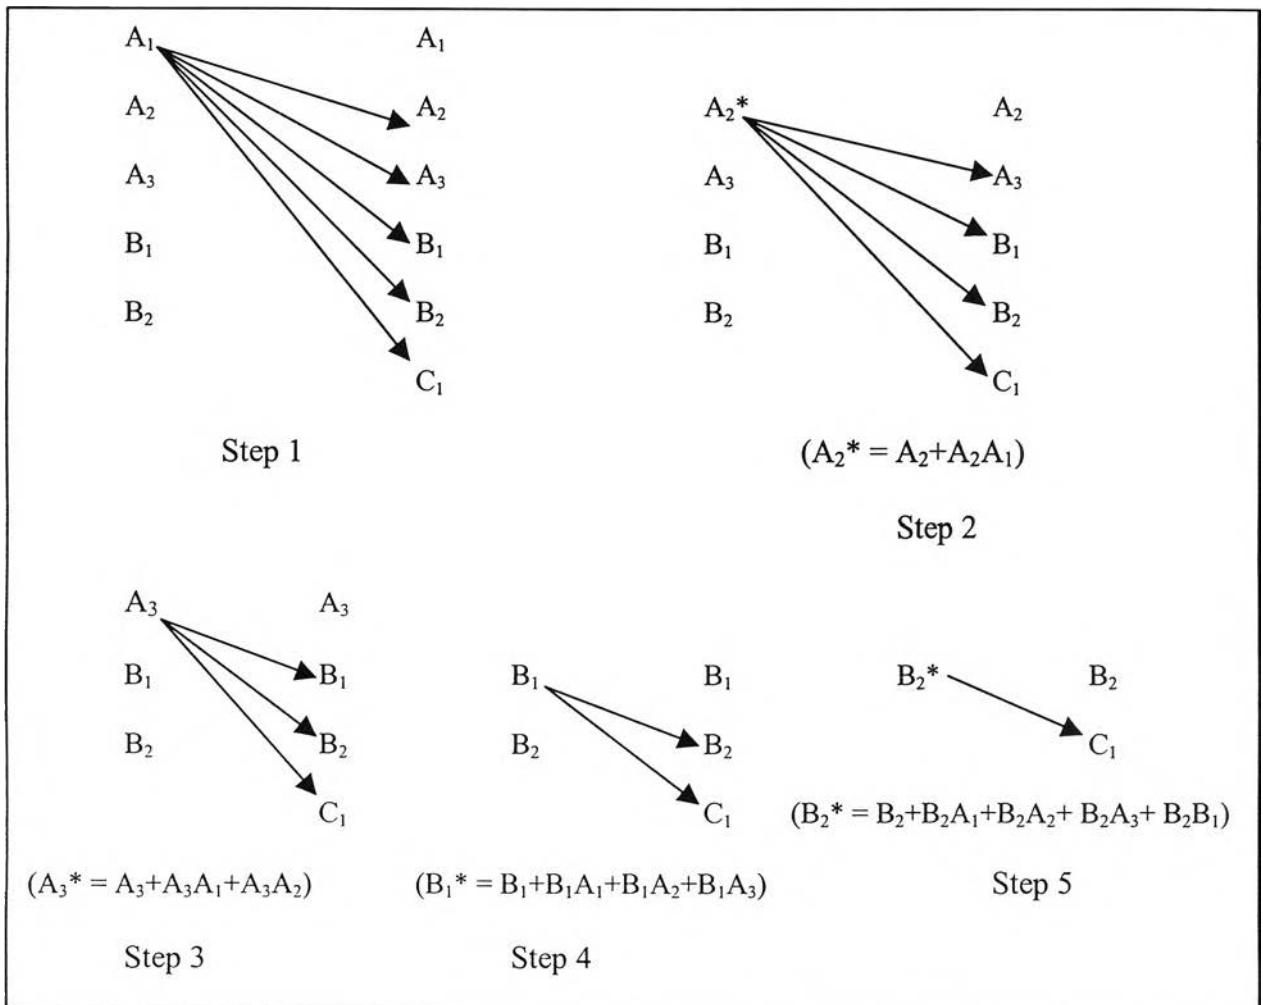 A₁ A₁
A₂ A₂
A₃ A₃
B₁ B₁
B₂ B₂
C₁
Step 1
A₂* A₂
A₃ A₃
B₁ B₁
B₂ B₂
C₁
(A₂* = A₂+A₂A₁)
Step 2
A₃ A₃
B₁ B₁
B₂ B₂
C₁
(A₃* = A₃+A₃A₁+A₃A₂)
Step 3
B₁ B₁
B₂ B₂
C₁
(B₁* = B₁+B₁A₁+B₁A₂+B₁A₃)
Step 4
B₂* B₂
C₁
(B₂* = B₂+B₂A₁+B₂A₂+ B₂A₃+ B₂B₁)
Step 5